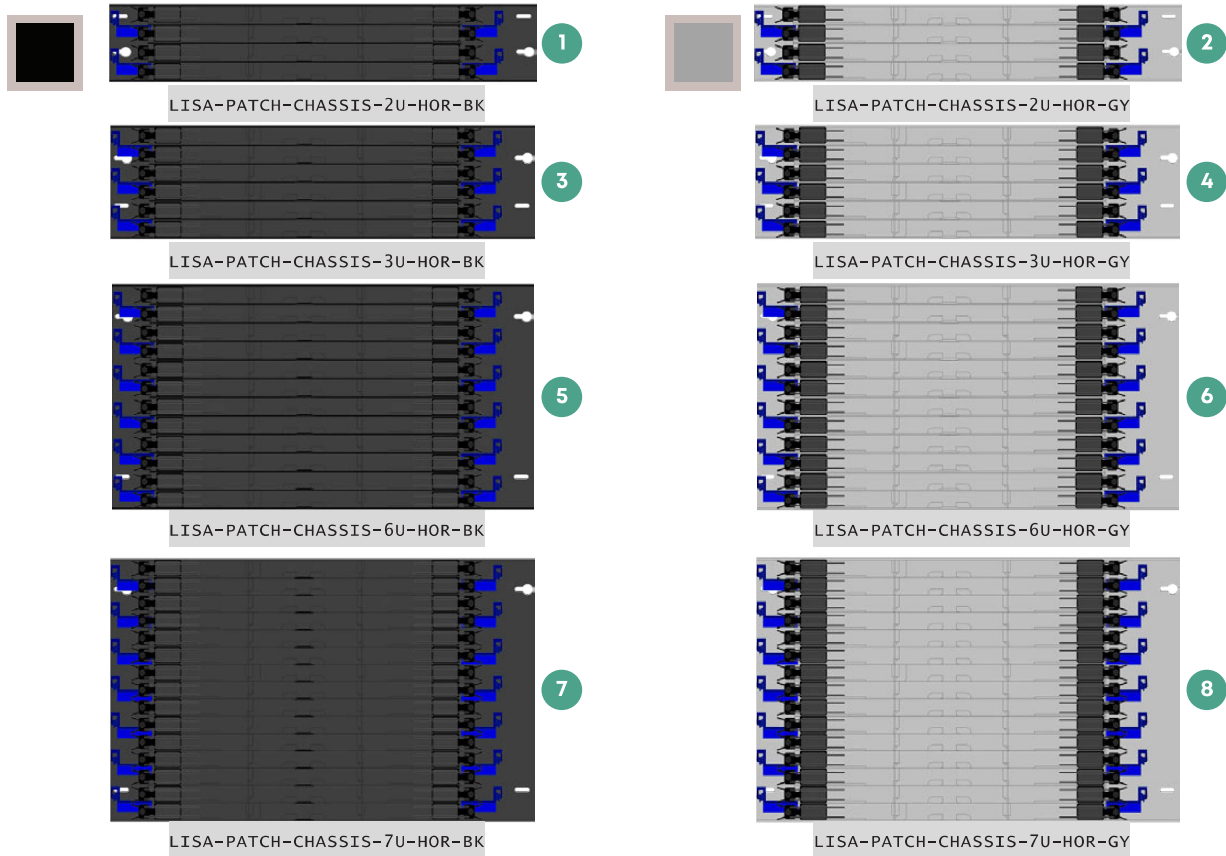 1
2
LISA-PATCH-CHASSIS-2U-HOR-BK
LISA-PATCH-CHASSIS-2U-HOR-GY
3
4
LISA-PATCH-CHASSIS-3U-HOR-BK
LISA-PATCH-CHASSIS-3U-HOR-GY
5
6
LISA-PATCH-CHASSIS-6U-HOR-BK
LISA-PATCH-CHASSIS-6U-HOR-GY
7
8
LISA-PATCH-CHASSIS-7U-HOR-BK
LISA-PATCH-CHASSIS-7U-HOR-GY